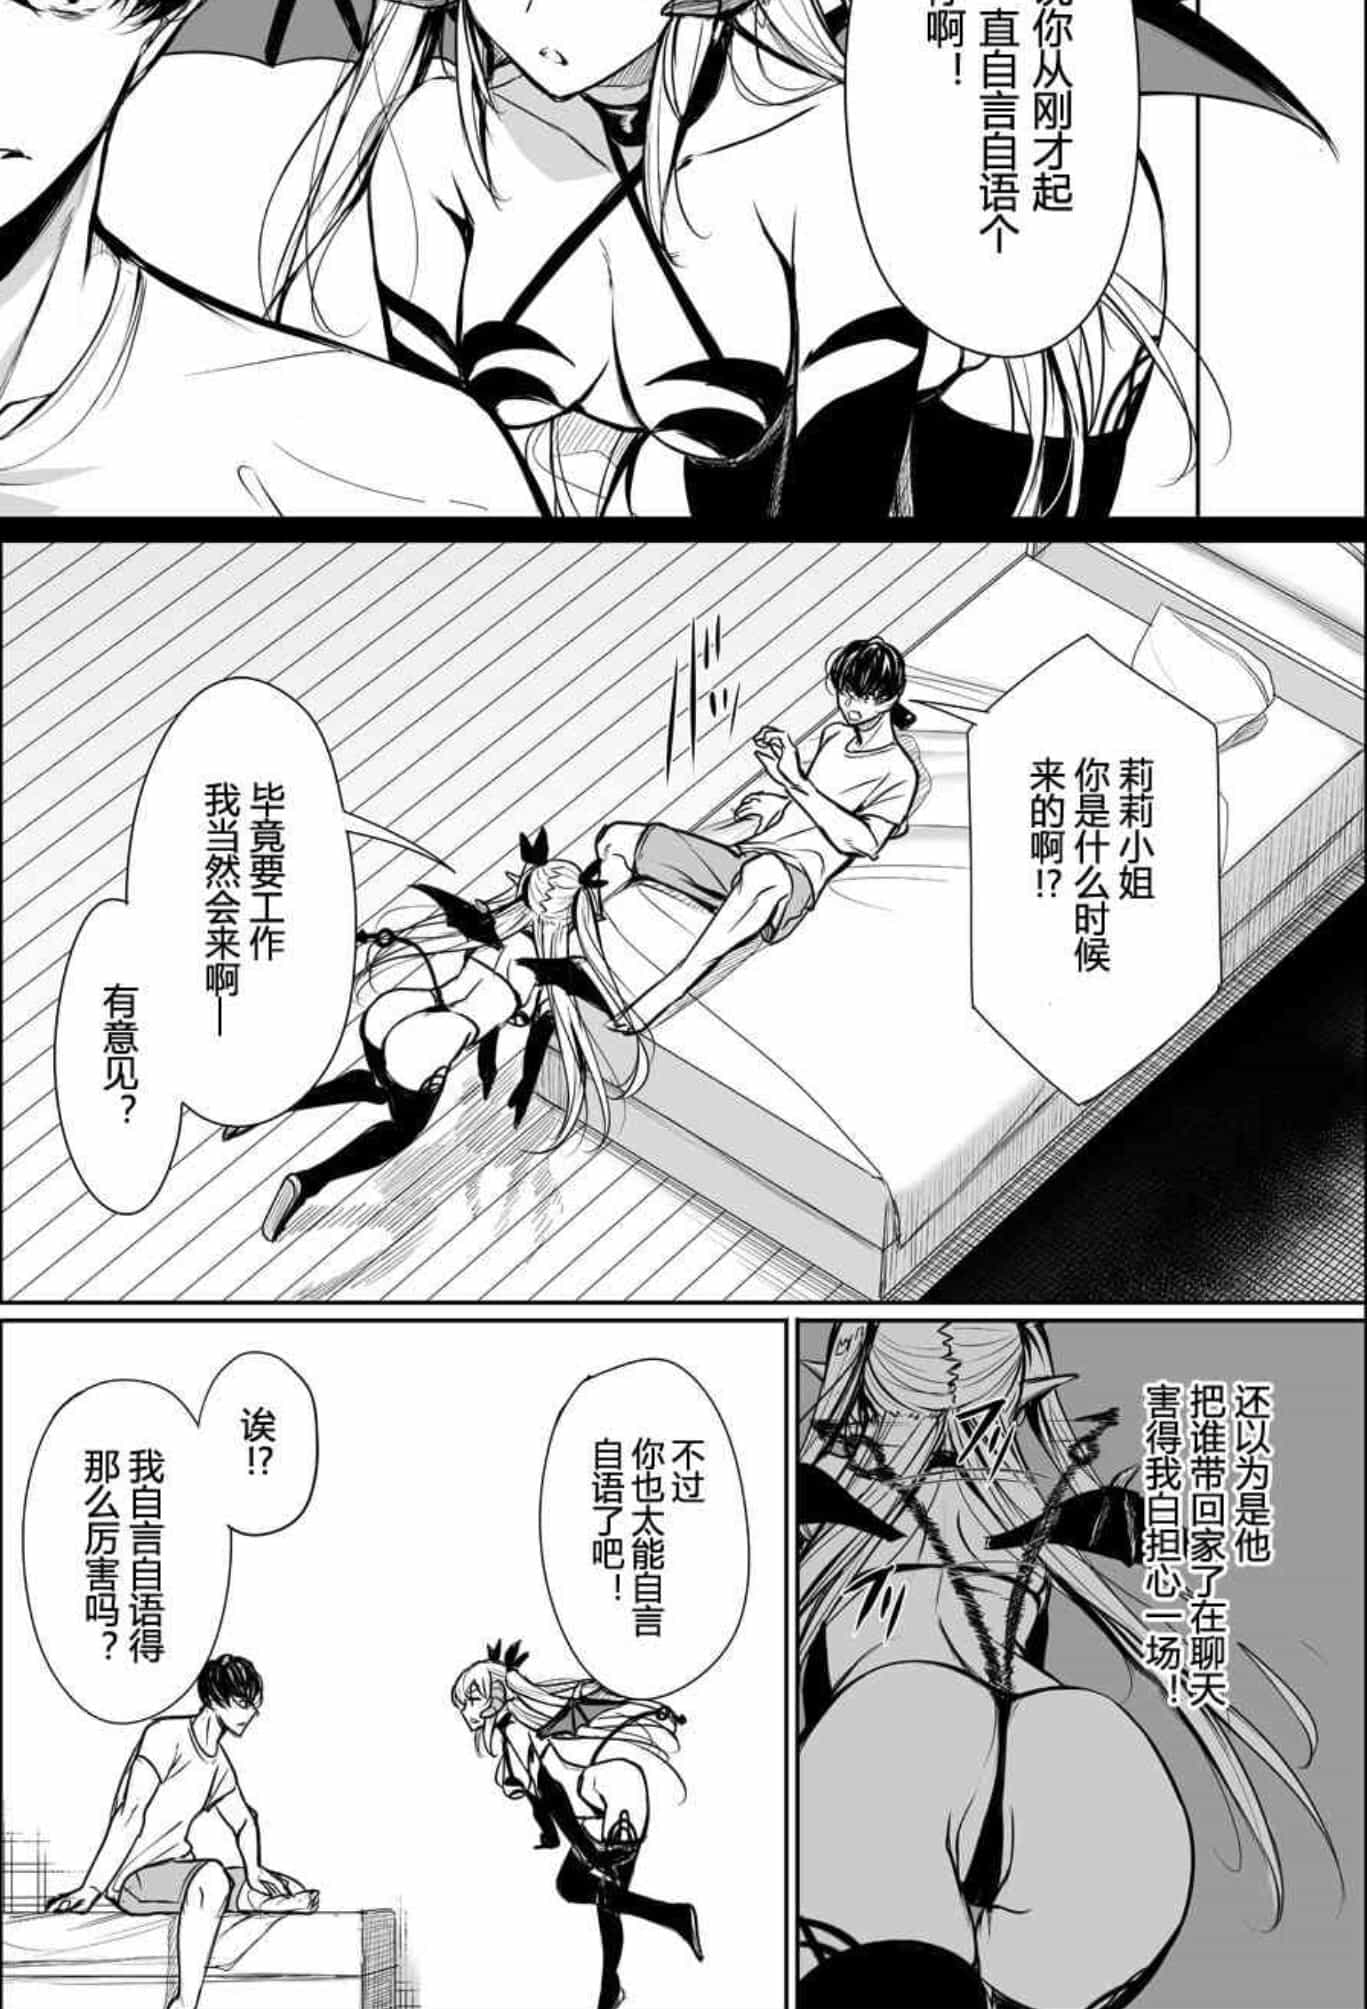 你从刚才起
直自言自语个
啊！
莉莉小姐
你是什么时候
来的啊!?
毕竟要工作
我当然会来啊—
有意见？
还以为是他
把谁带回家了在聊天
害得我白担心一场！
不过
你也太能自言
自语了吧！
诶!?
我自言自语得
那么厉害吗？